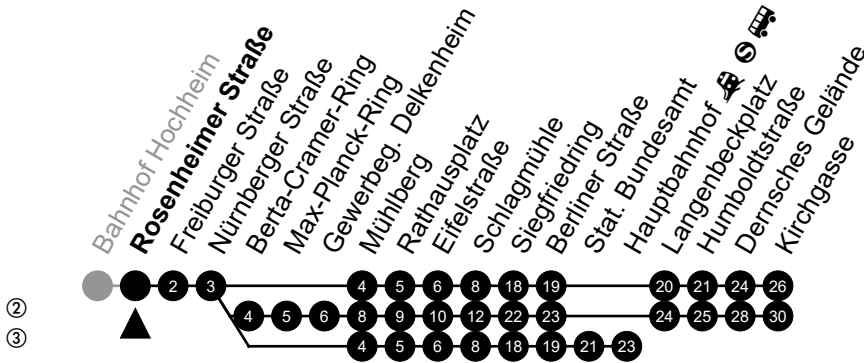 Bahnhof Hochheim
Rosenheimer Straße
Freiburger Straße
Nürnberger Straße
Berta-Cramer-Ring
Max-Planck-Ring
Gewerbeg. Delkenheim
Mühlberg
Rathausplatz
Eifelstraße
Schlagmühle
Siegfriedring
Berliner Straße
Stat. Bundesamt
Hauptbahnhof S
Langenbeckplatz
Humboldtstraße
Dernsches Gelände
Kirchgasse
2 3 4 5 6 8 18 19 20 21 24 26
② 4 5 6 8 9 10 12 22 23 24 25 28 30
③ 4 5 6 8 18 19 21 23